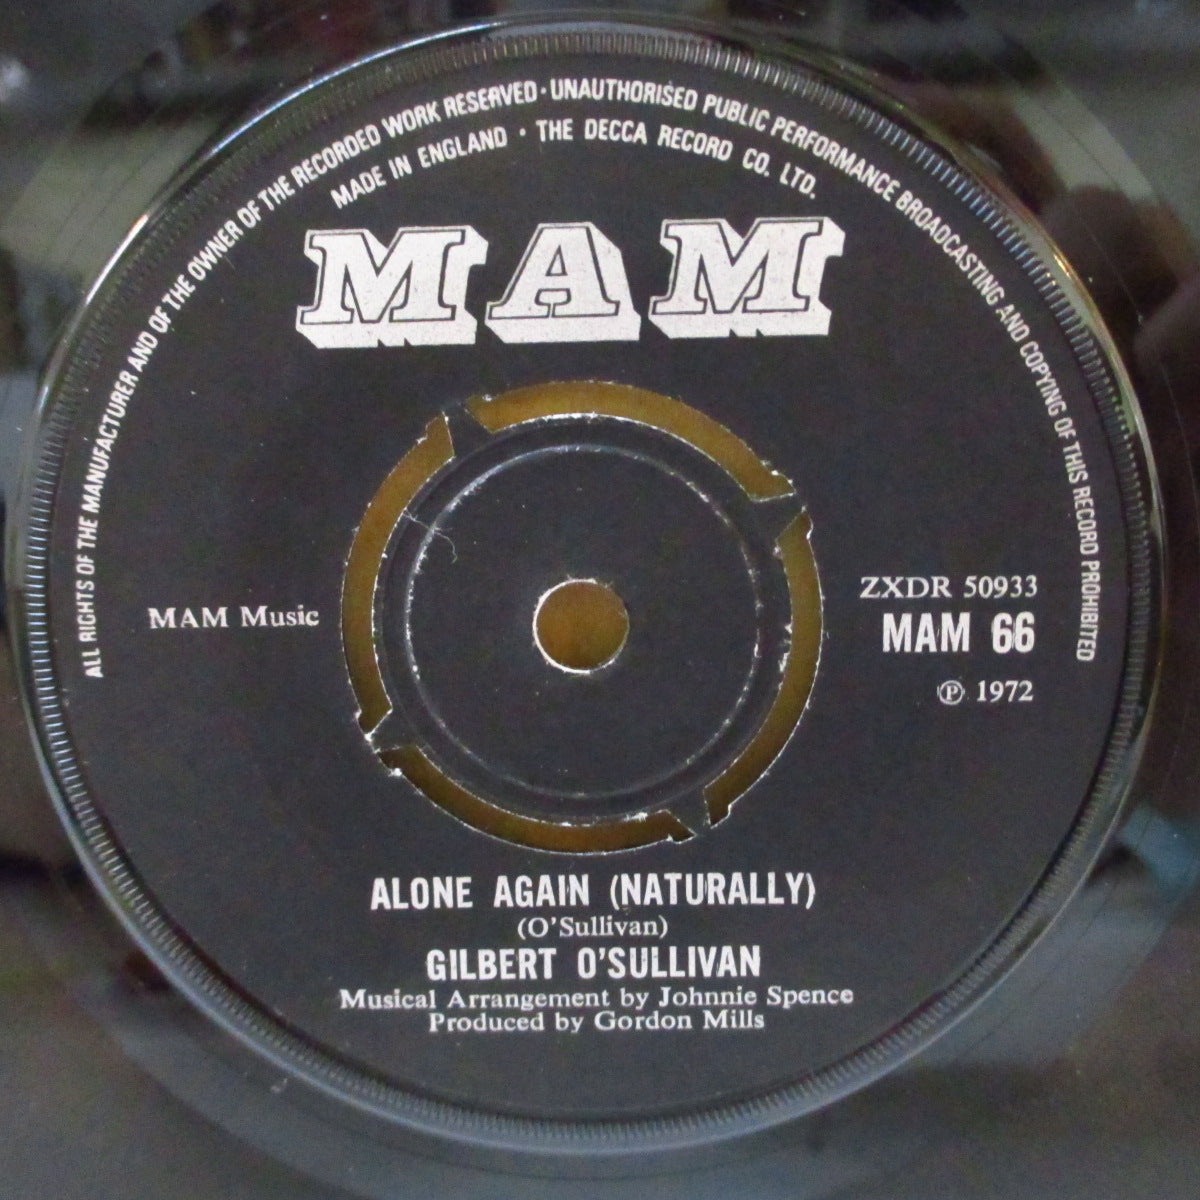 ALL RIGHTS OF THE MANUFACTURER AND OF THE OWNER OF THE RECORDED WORK RESERVED · UNAUTHORISED PUBLIC PERFORMANCE BROADCASTING AND COPYING OF THIS RECORD PROHIBITED
MADE IN ENGLAND · THE DECCA RECORD CO. LTD.
MAM
MAM Music
ZXDR 50933
MAM 66
℗ 1972
ALONE AGAIN (NATURALLY)
(O'Sullivan)
GILBERT O'SULLIVAN
Musical Arrangement by Johnnie Spence
Produced by Gordon Mills